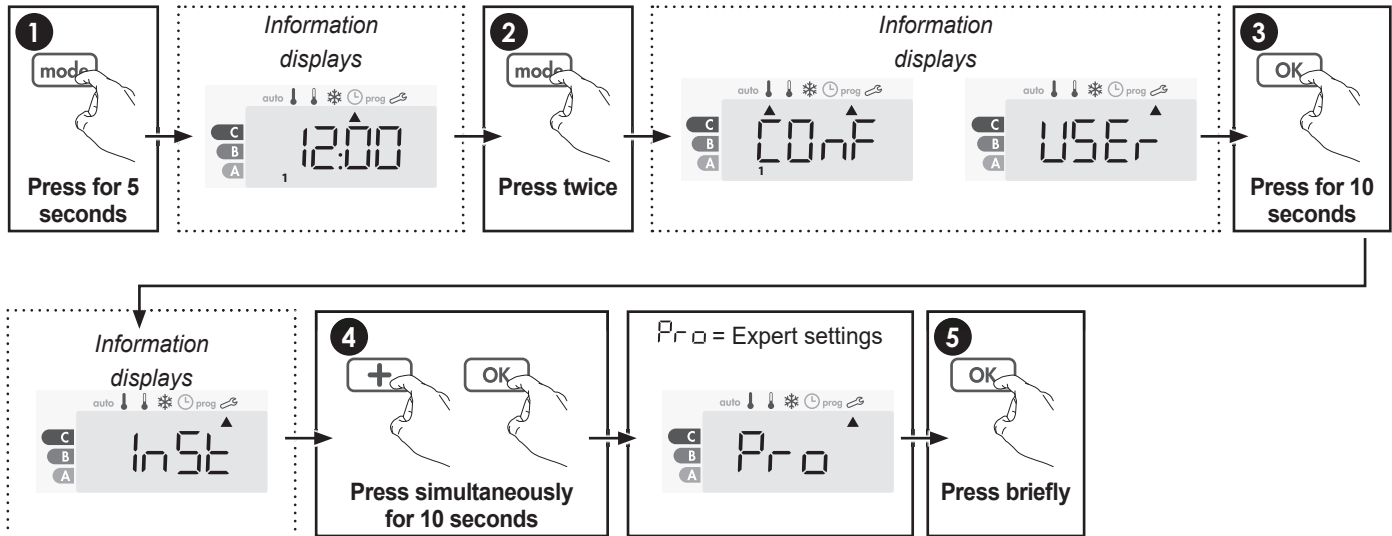 1
mode
Press for 5
seconds
Information
displays
auto prog
C
B
A
12:00
1
2
mode
Press twice
Information
displays
auto prog
C
B
A
COnF
1
auto prog
C
B
A
USEr
3
OK
Press for 10
seconds
Information
displays
auto prog
C
B
A
InSt
4
+
OK
Press simultaneously
for 10 seconds
Pro = Expert settings
auto prog
C
B
A
Pro
5
OK
Press briefly